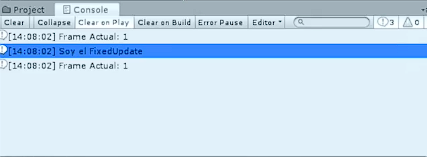 Project Console
Clear Collapse Clear on Play Clear on Build Error Pause Editor 3 0
[14:08:02] Frame Actual: 1
[14:08:02] Soy el FixedUpdate
[14:08:02] Frame Actual: 1